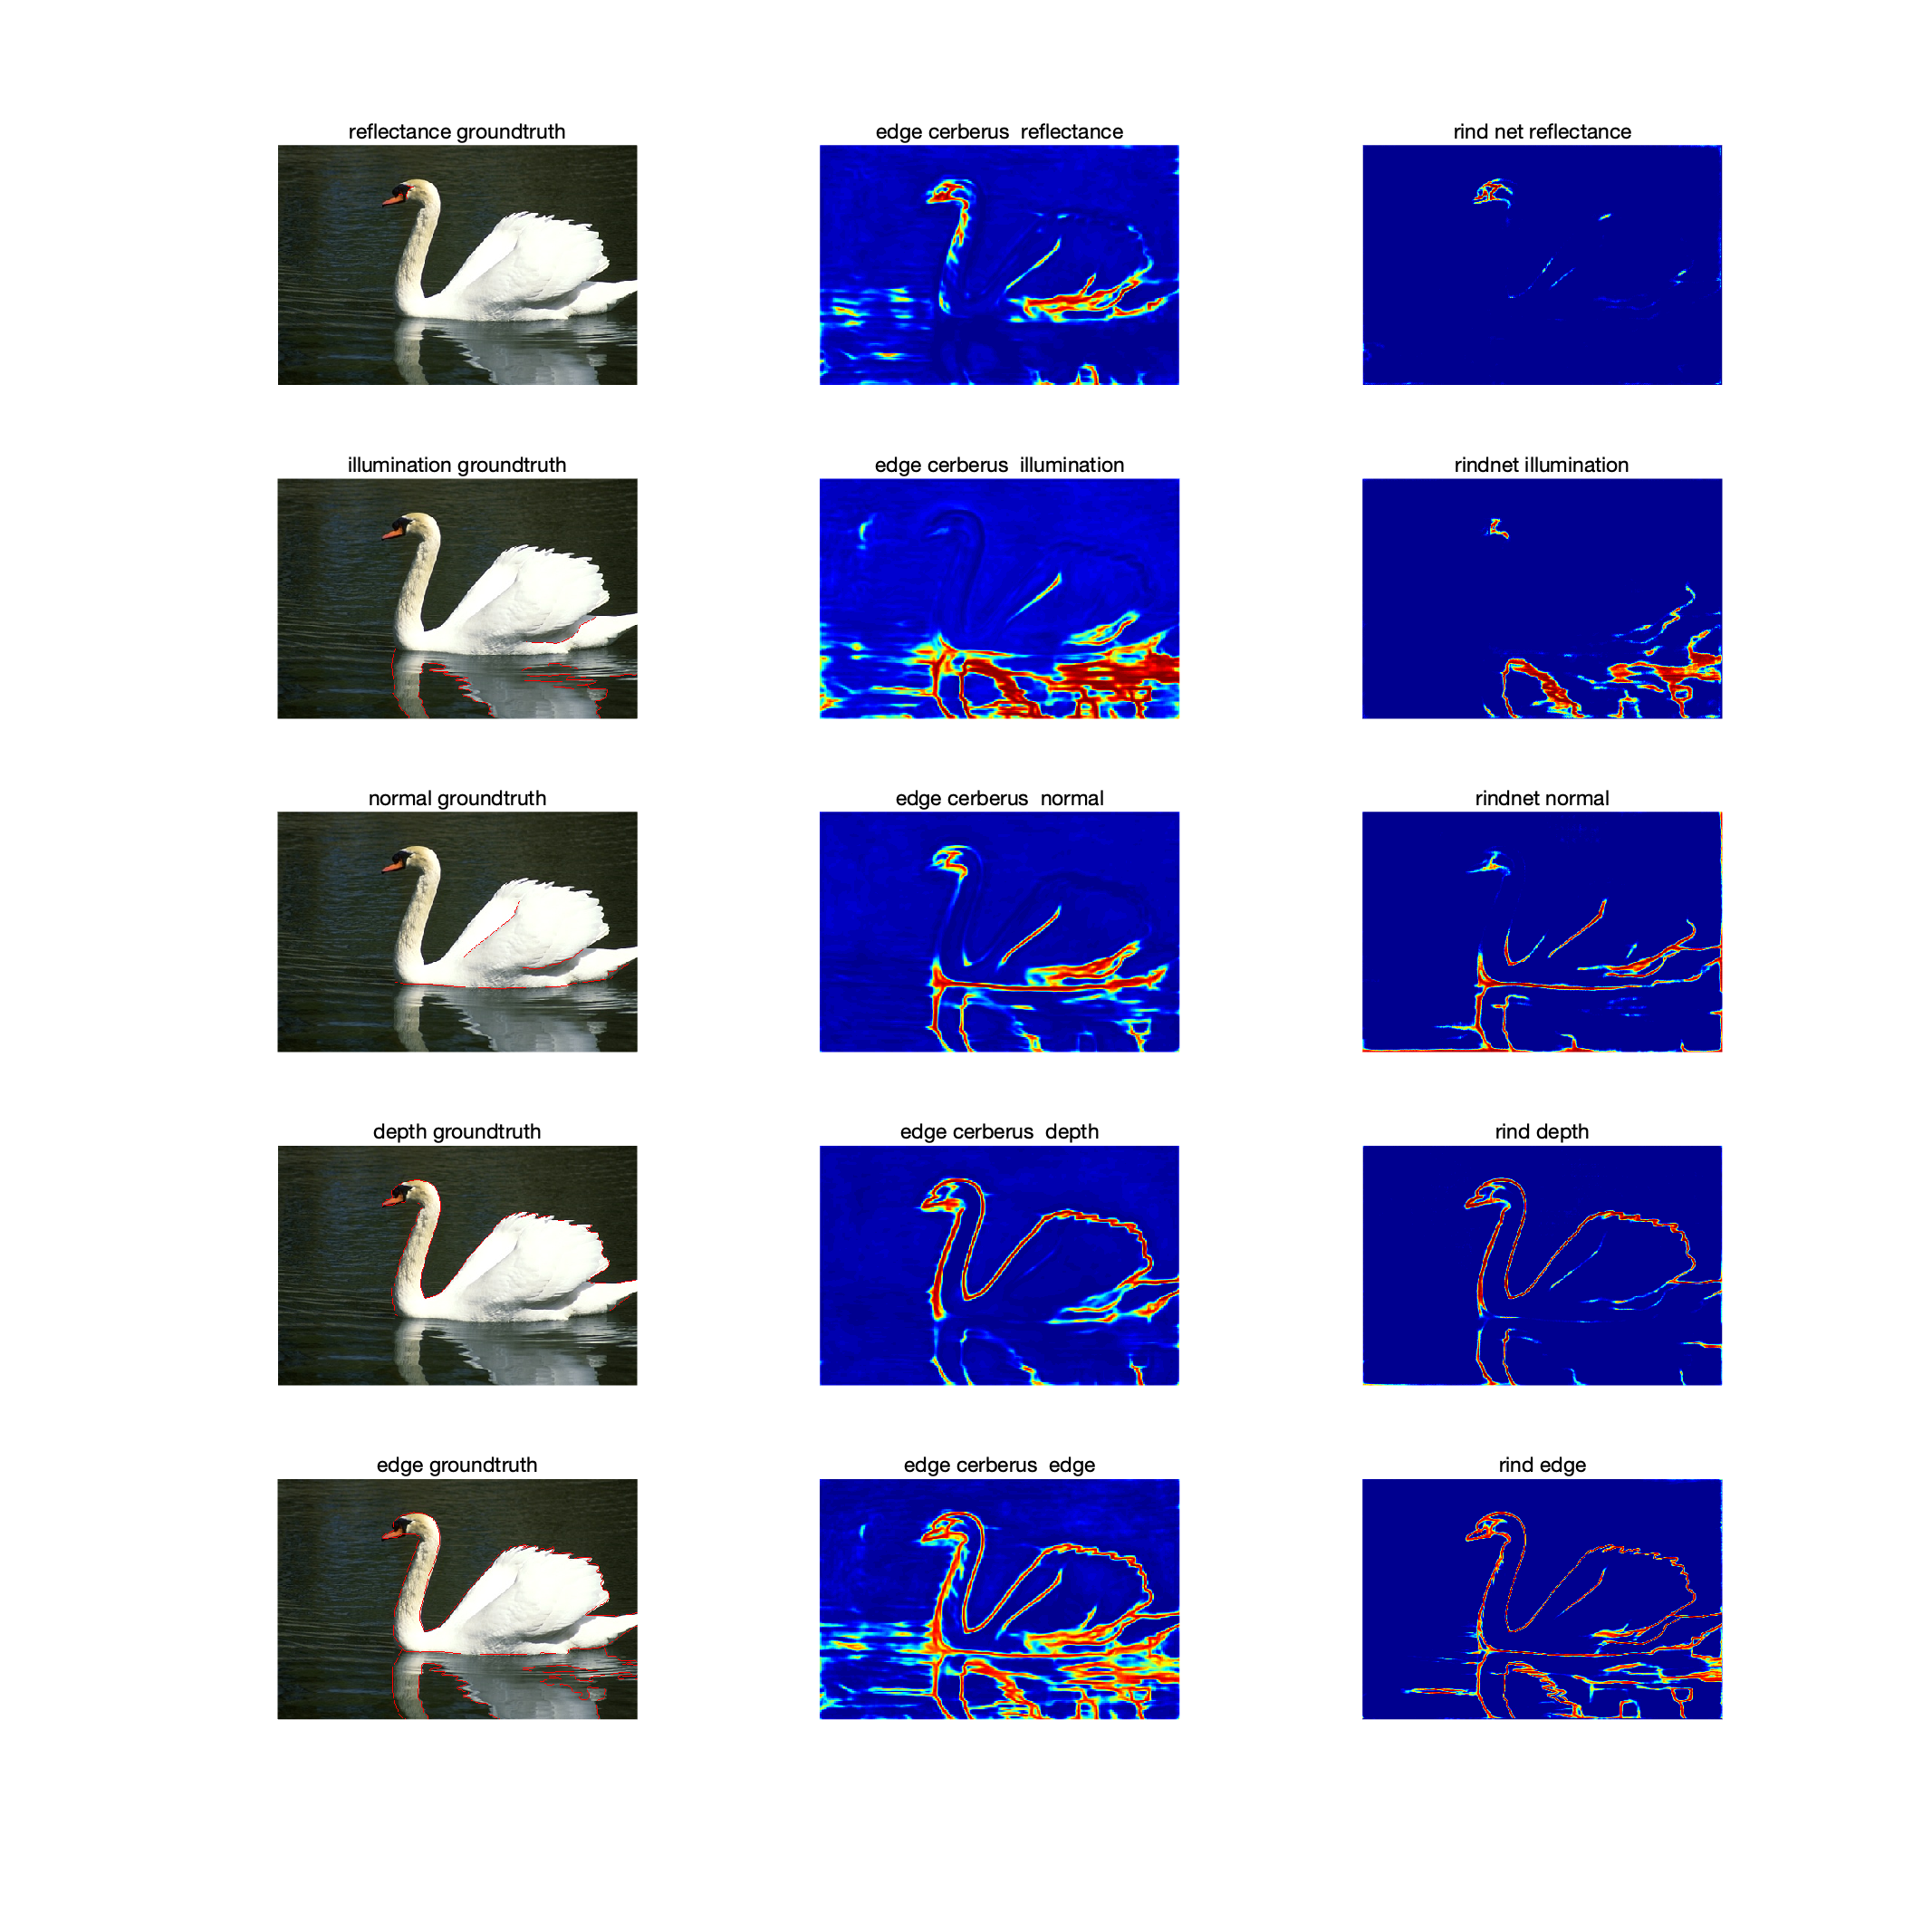 reflectance groundtruth
edge cerberus  reflectance
rind net reflectance
illumination groundtruth
edge cerberus  illumination
rindnet illumination
normal groundtruth
edge cerberus  normal
rindnet normal
depth groundtruth
edge cerberus  depth
rind depth
edge groundtruth
edge cerberus  edge
rind edge